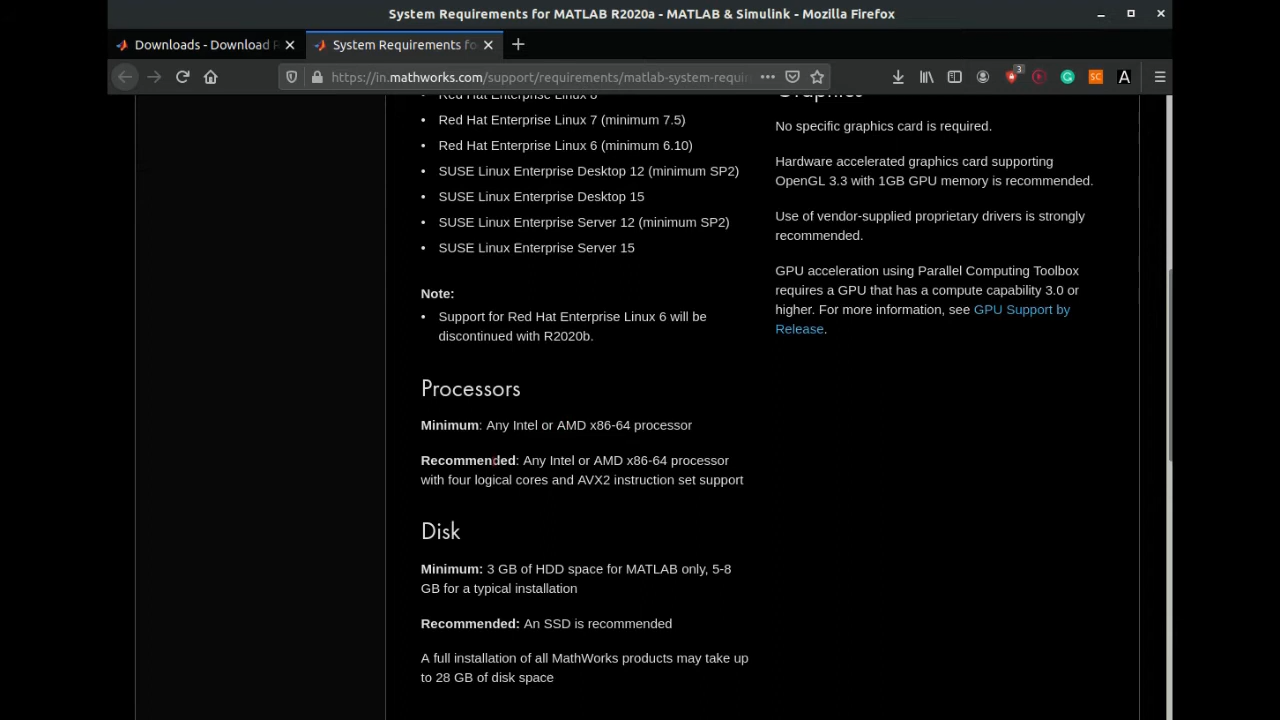 System Requirements for MATLAB R2020a - MATLAB & Simulink - Mozilla Firefox
Downloads - Download R
System Requirements fo
https://in.mathworks.com/support/requirements/matlab-system-requir
3
SC
A
Red Hat Enterprise Linux 8
• Red Hat Enterprise Linux 7 (minimum 7.5)
• Red Hat Enterprise Linux 6 (minimum 6.10)
• SUSE Linux Enterprise Desktop 12 (minimum SP2)
• SUSE Linux Enterprise Desktop 15
• SUSE Linux Enterprise Server 12 (minimum SP2)
• SUSE Linux Enterprise Server 15
Note:
• Support for Red Hat Enterprise Linux 6 will be
discontinued with R2020b.
Processors
Minimum: Any Intel or AMD x86-64 processor
Recommended: Any Intel or AMD x86-64 processor
with four logical cores and AVX2 instruction set support
Disk
Minimum: 3 GB of HDD space for MATLAB only, 5-8
GB for a typical installation
Recommended: An SSD is recommended
A full installation of all MathWorks products may take up
to 28 GB of disk space
Graphics
No specific graphics card is required.
Hardware accelerated graphics card supporting
OpenGL 3.3 with 1GB GPU memory is recommended.
Use of vendor-supplied proprietary drivers is strongly
recommended.
GPU acceleration using Parallel Computing Toolbox
requires a GPU that has a compute capability 3.0 or
higher. For more information, see GPU Support by
Release.